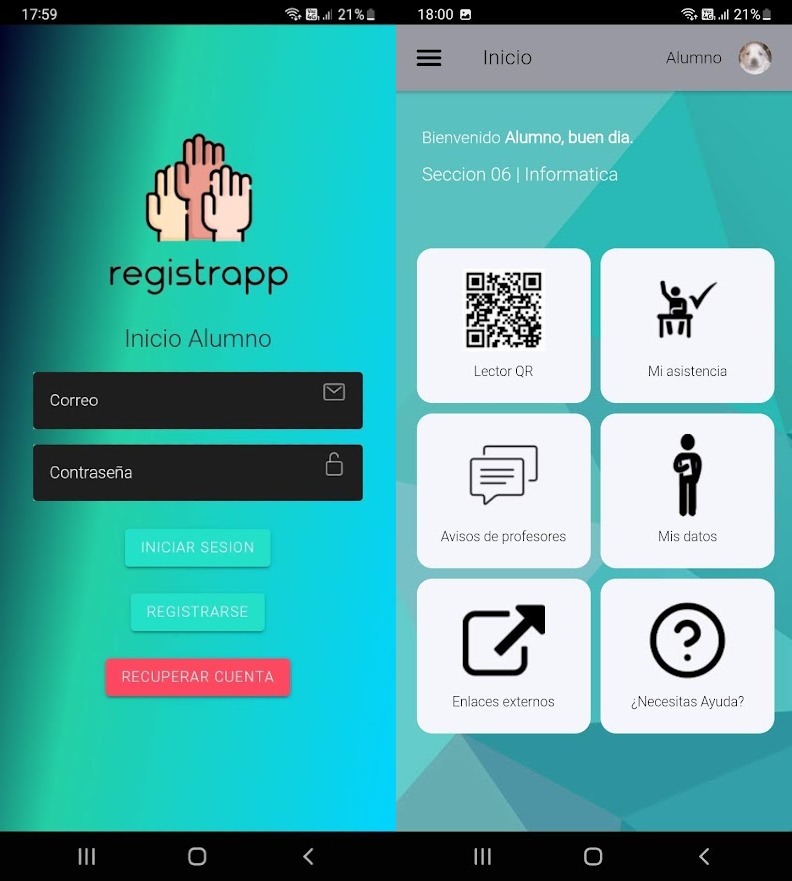 17:59
21%
registrapp
Inicio Alumno
Correo
Contraseña
INICIAR SESION
REGISTRARSE
RECUPERAR CUENTA
18:00
21%
Inicio
Alumno
Bienvenido Alumno, buen dia.
Seccion 06 | Informatica
Lector QR
Mi asistencia
Avisos de profesores
Mis datos
Enlaces externos
¿Necesitas Ayuda?